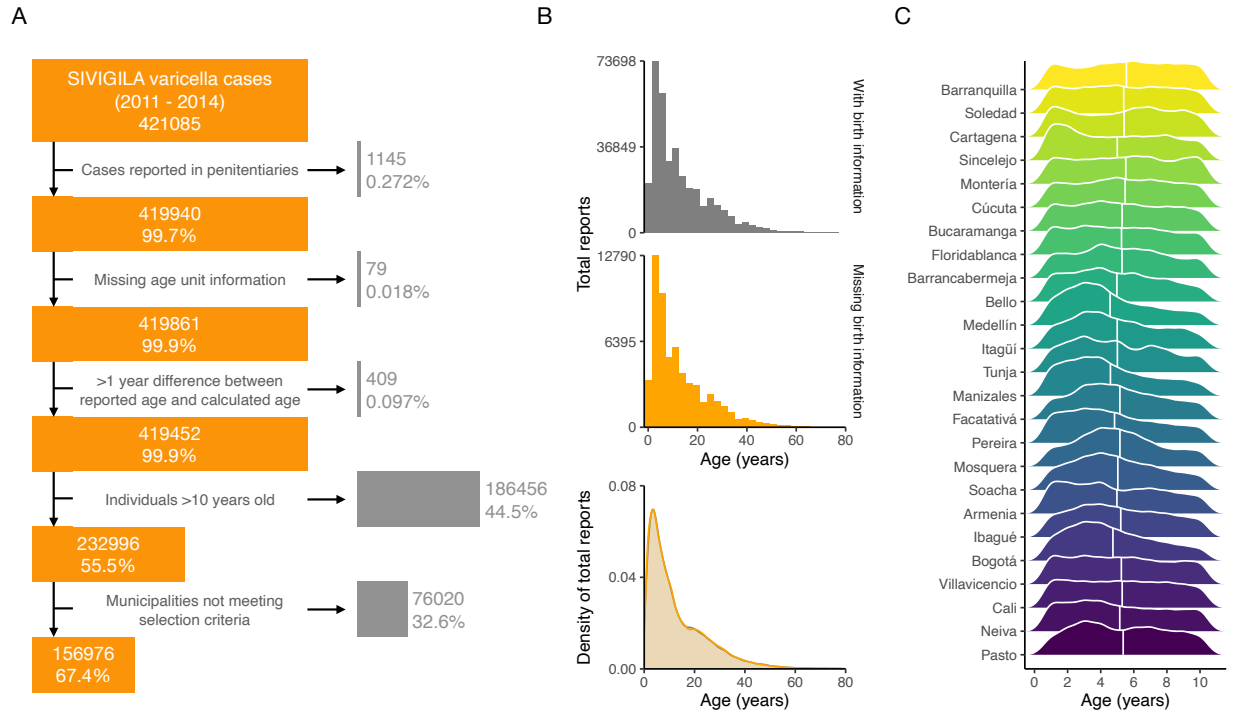 A
SIVIGILA varicella cases
(2011 - 2014)
421085
Cases reported in penitentiaries
1145
0.272%
419940
99.7%
Missing age unit information
79
0.018%
419861
99.9%
>1 year difference between
reported age and calculated age
409
0.097%
419452
99.9%
Individuals >10 years old
186456
44.5%
232996
55.5%
Municipalities not meeting
selection criteria
76020
32.6%
156976
67.4%
B
Total reports
73698
36849
0
With birth information
12790
6395
0
Missing birth information
0 20 40 60 80
Age (years)
Density of total reports
0.08
0.04
0.00
0 20 40 60 80
Age (years)
C
Barranquilla
Soledad
Cartagena
Sincelejo
Montería
Cúcuta
Bucaramanga
Floridablanca
Barrancabermeja
Bello
Medellín
Itagüí
Tunja
Manizales
Facatativá
Pereira
Mosquera
Soacha
Armenia
Ibagué
Bogotá
Villavicencio
Cali
Neiva
Pasto
0 2 4 6 8 10
Age (years)